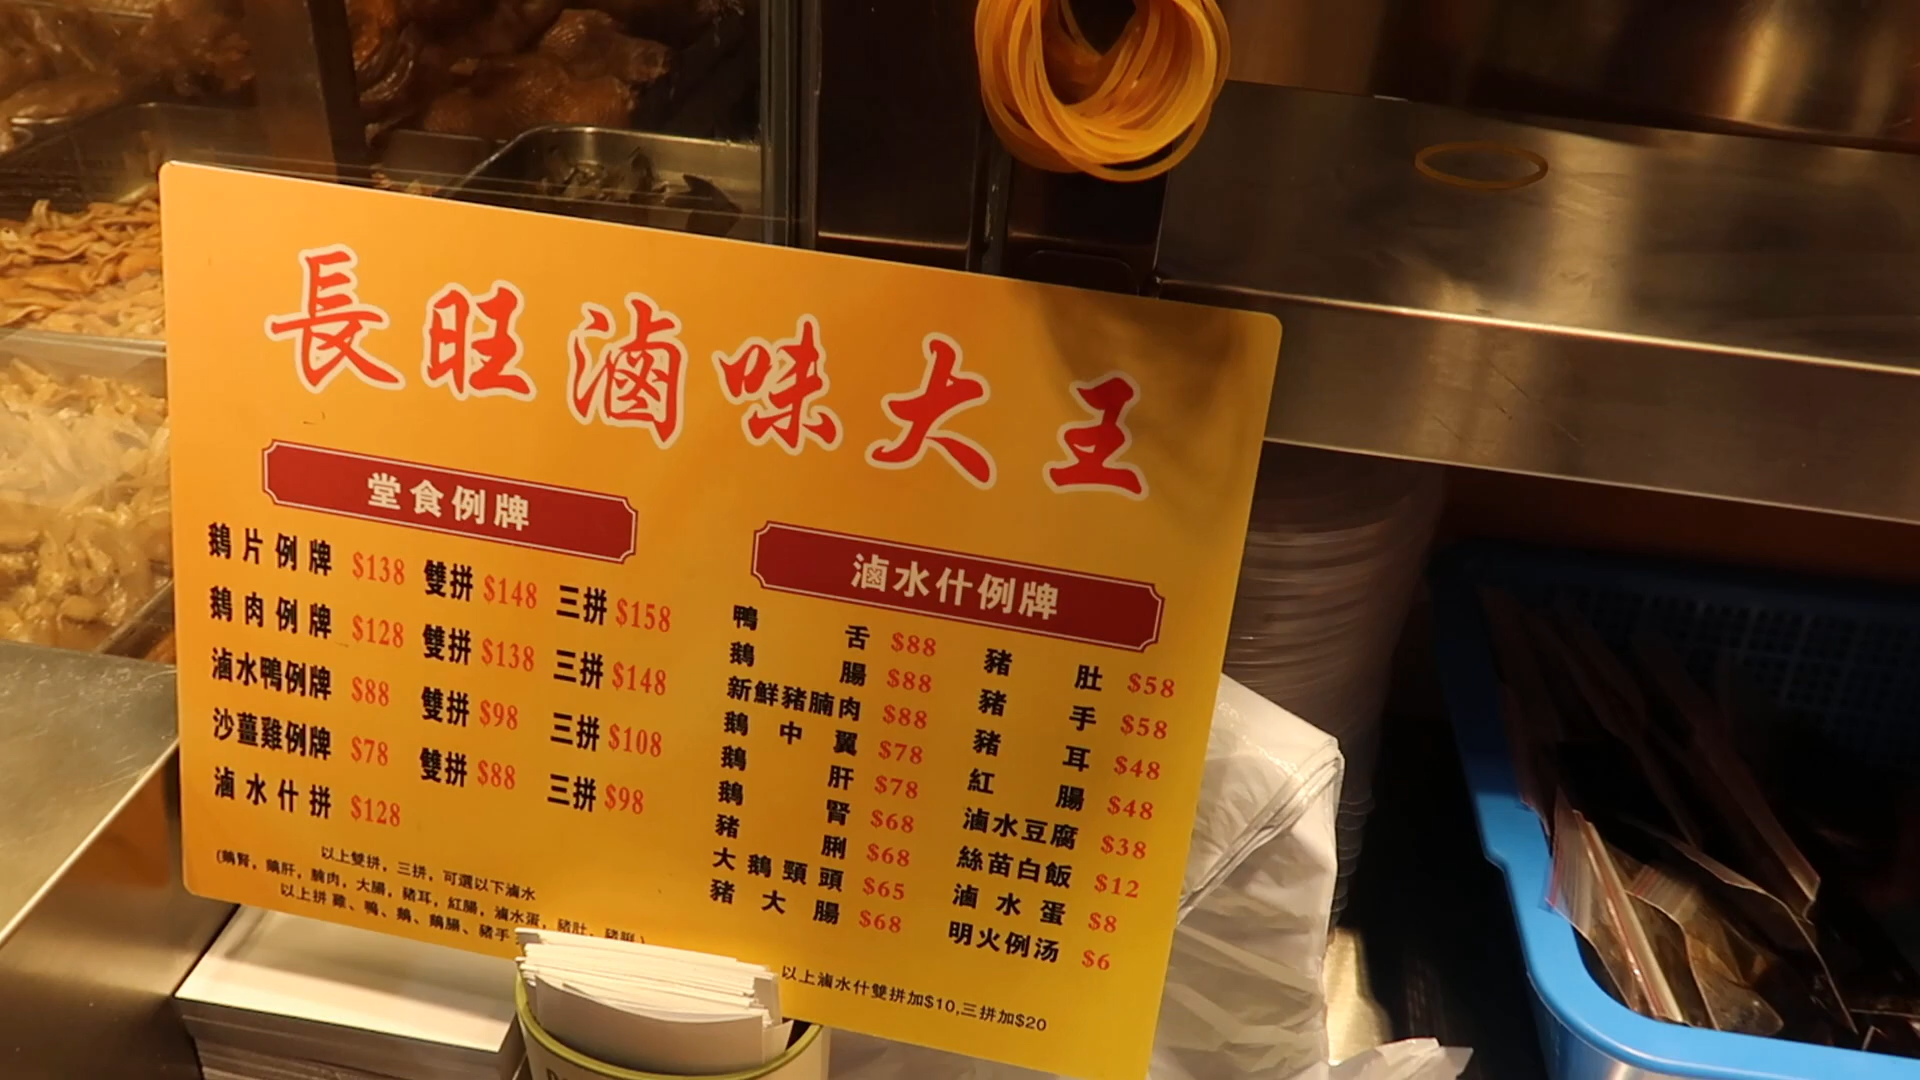 長旺滷味大王
堂食例牌
鵝片例牌 $138 雙拼 $148 三拼 $158
鵝肉例牌 $128 雙拼 $138 三拼 $148
滷水鴨例牌 $88 雙拼 $98 三拼 $108
沙薑雞例牌 $78 雙拼 $88 三拼 $98
滷水什拼 $128
以上雙拼，三拼，可選以下滷水
(鵝腎，鵝肝，腩肉，大腸，豬耳，紅腸，滷水蛋，豬肚、豬脷)
以上拼 雞、鴨、鵝、鵝腸、豬手
滷水什例牌
鴨舌 $88
鵝腸 $88
新鮮豬腩肉 $88
鵝中翼 $78
鵝肝 $78
鵝腎 $68
豬脷 $68
大鵝頸頭 $65
豬大腸 $68
豬肚 $58
豬手 $58
豬耳 $48
紅腸 $48
滷水豆腐 $38
絲苗白飯 $12
滷水蛋 $8
明火例汤 $6
以上滷水什雙拼加$10,三拼加$20